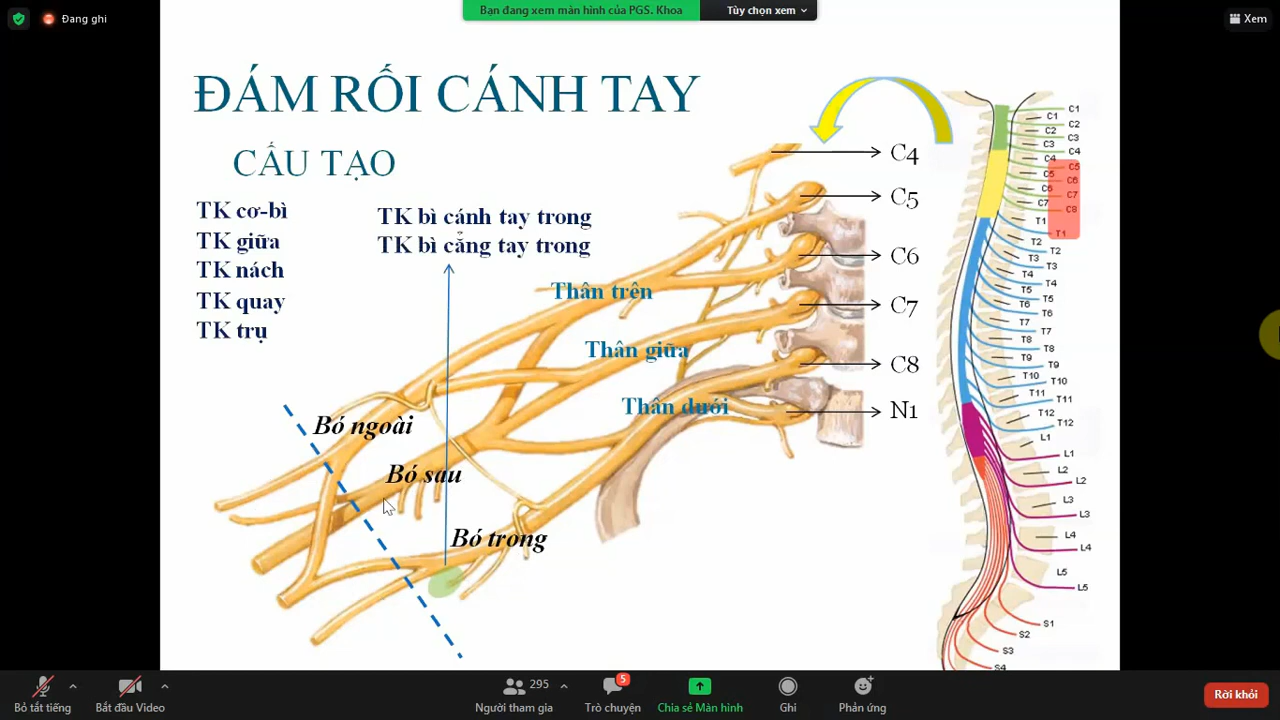 Đang ghi
Bạn đang xem màn hình của PGS. Khoa
Tùy chọn xem
Xem
ĐÁM RỐI CÁNH TAY
CẤU TẠO
TK cơ-bì
TK giữa
TK nách
TK quay
TK trụ
TK bì cánh tay trong
TK bì cẳng tay trong
Thân trên
Thân giữa
Thân dưới
Bó ngoài
Bó sau
Bó trong
C4
C5
C6
C7
C8
N1
C1
C2
C3
C4
C5
C6
C7
T1
T2
T3
T4
T5
T6
T7
T8
T9
T10
T11
T12
L1
L2
L3
L4
L5
C1
C2
C3
C4
C5
C6
C7
C8
T1
T2
T3
T4
T5
T6
T7
T8
T9
T10
T11
T12
L1
L2
L3
L4
L5
S1
S2
S3
S4
Bỏ tắt tiếng
Bắt đầu Video
295
Người tham gia
5
Trò chuyện
Chia sẻ Màn hình
Ghi
Phản ứng
Rời khỏi